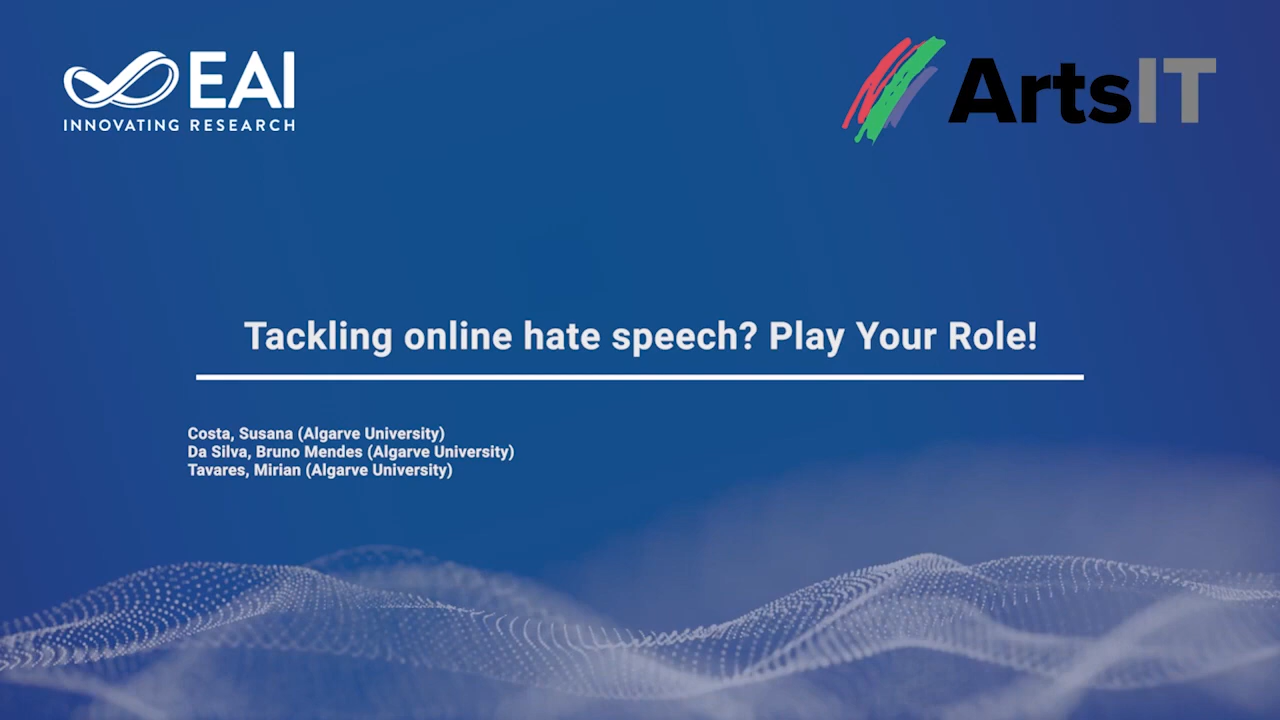 EAI
INNOVATING RESEARCH
ArtsIT
Tackling online hate speech? Play Your Role!
Costa, Susana (Algarve University)
Da Silva, Bruno Mendes (Algarve University)
Tavares, Mirian (Algarve University)